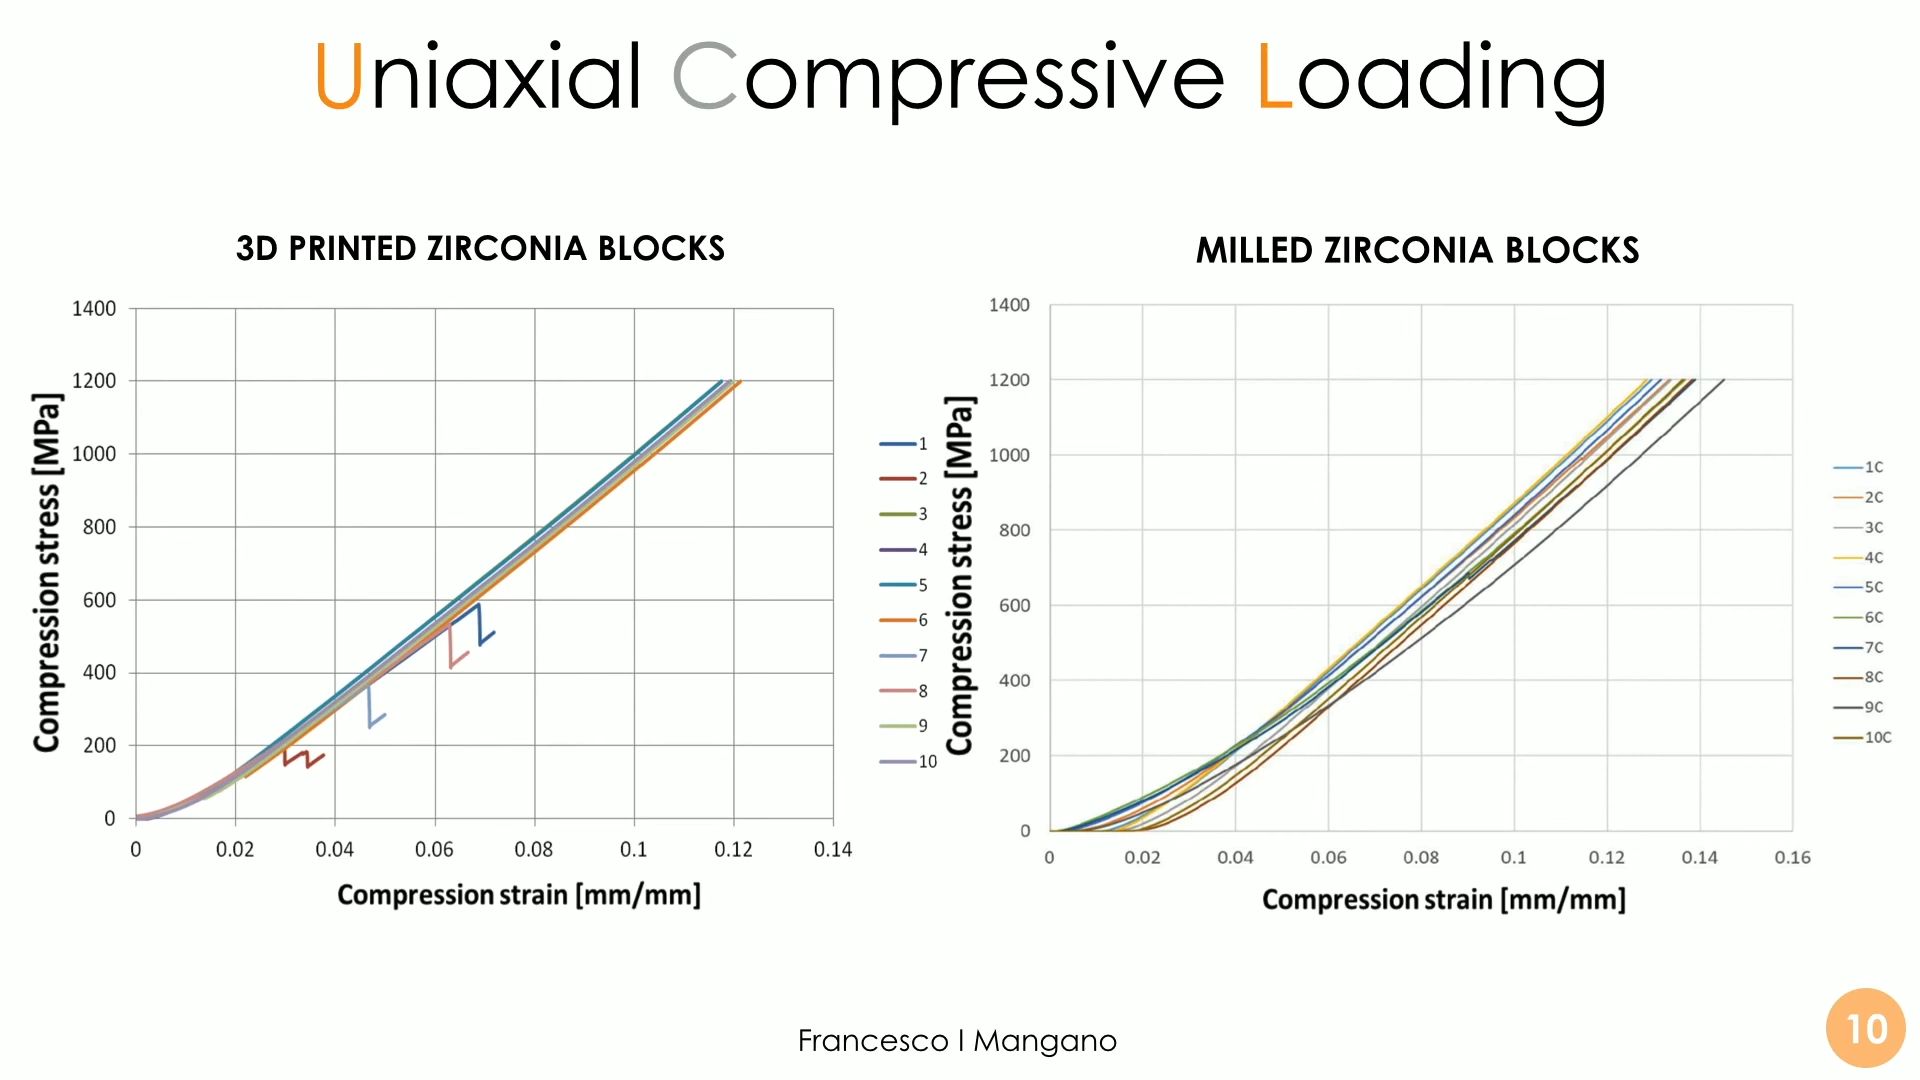 Uniaxial Compressive Loading
3D PRINTED ZIRCONIA BLOCKS
1400
1200
1000
800
600
400
200
0
0 0.02 0.04 0.06 0.08 0.1 0.12 0.14
Compression stress [MPa]
Compression strain [mm/mm]
1
2
3
4
5
6
7
8
9
10
MILLED ZIRCONIA BLOCKS
1400
1200
1000
800
600
400
200
0
0 0.02 0.04 0.06 0.08 0.1 0.12 0.14 0.16
Compression stress [MPa]
Compression strain [mm/mm]
1C
2C
3C
4C
5C
6C
7C
8C
9C
10C
Francesco I Mangano
10